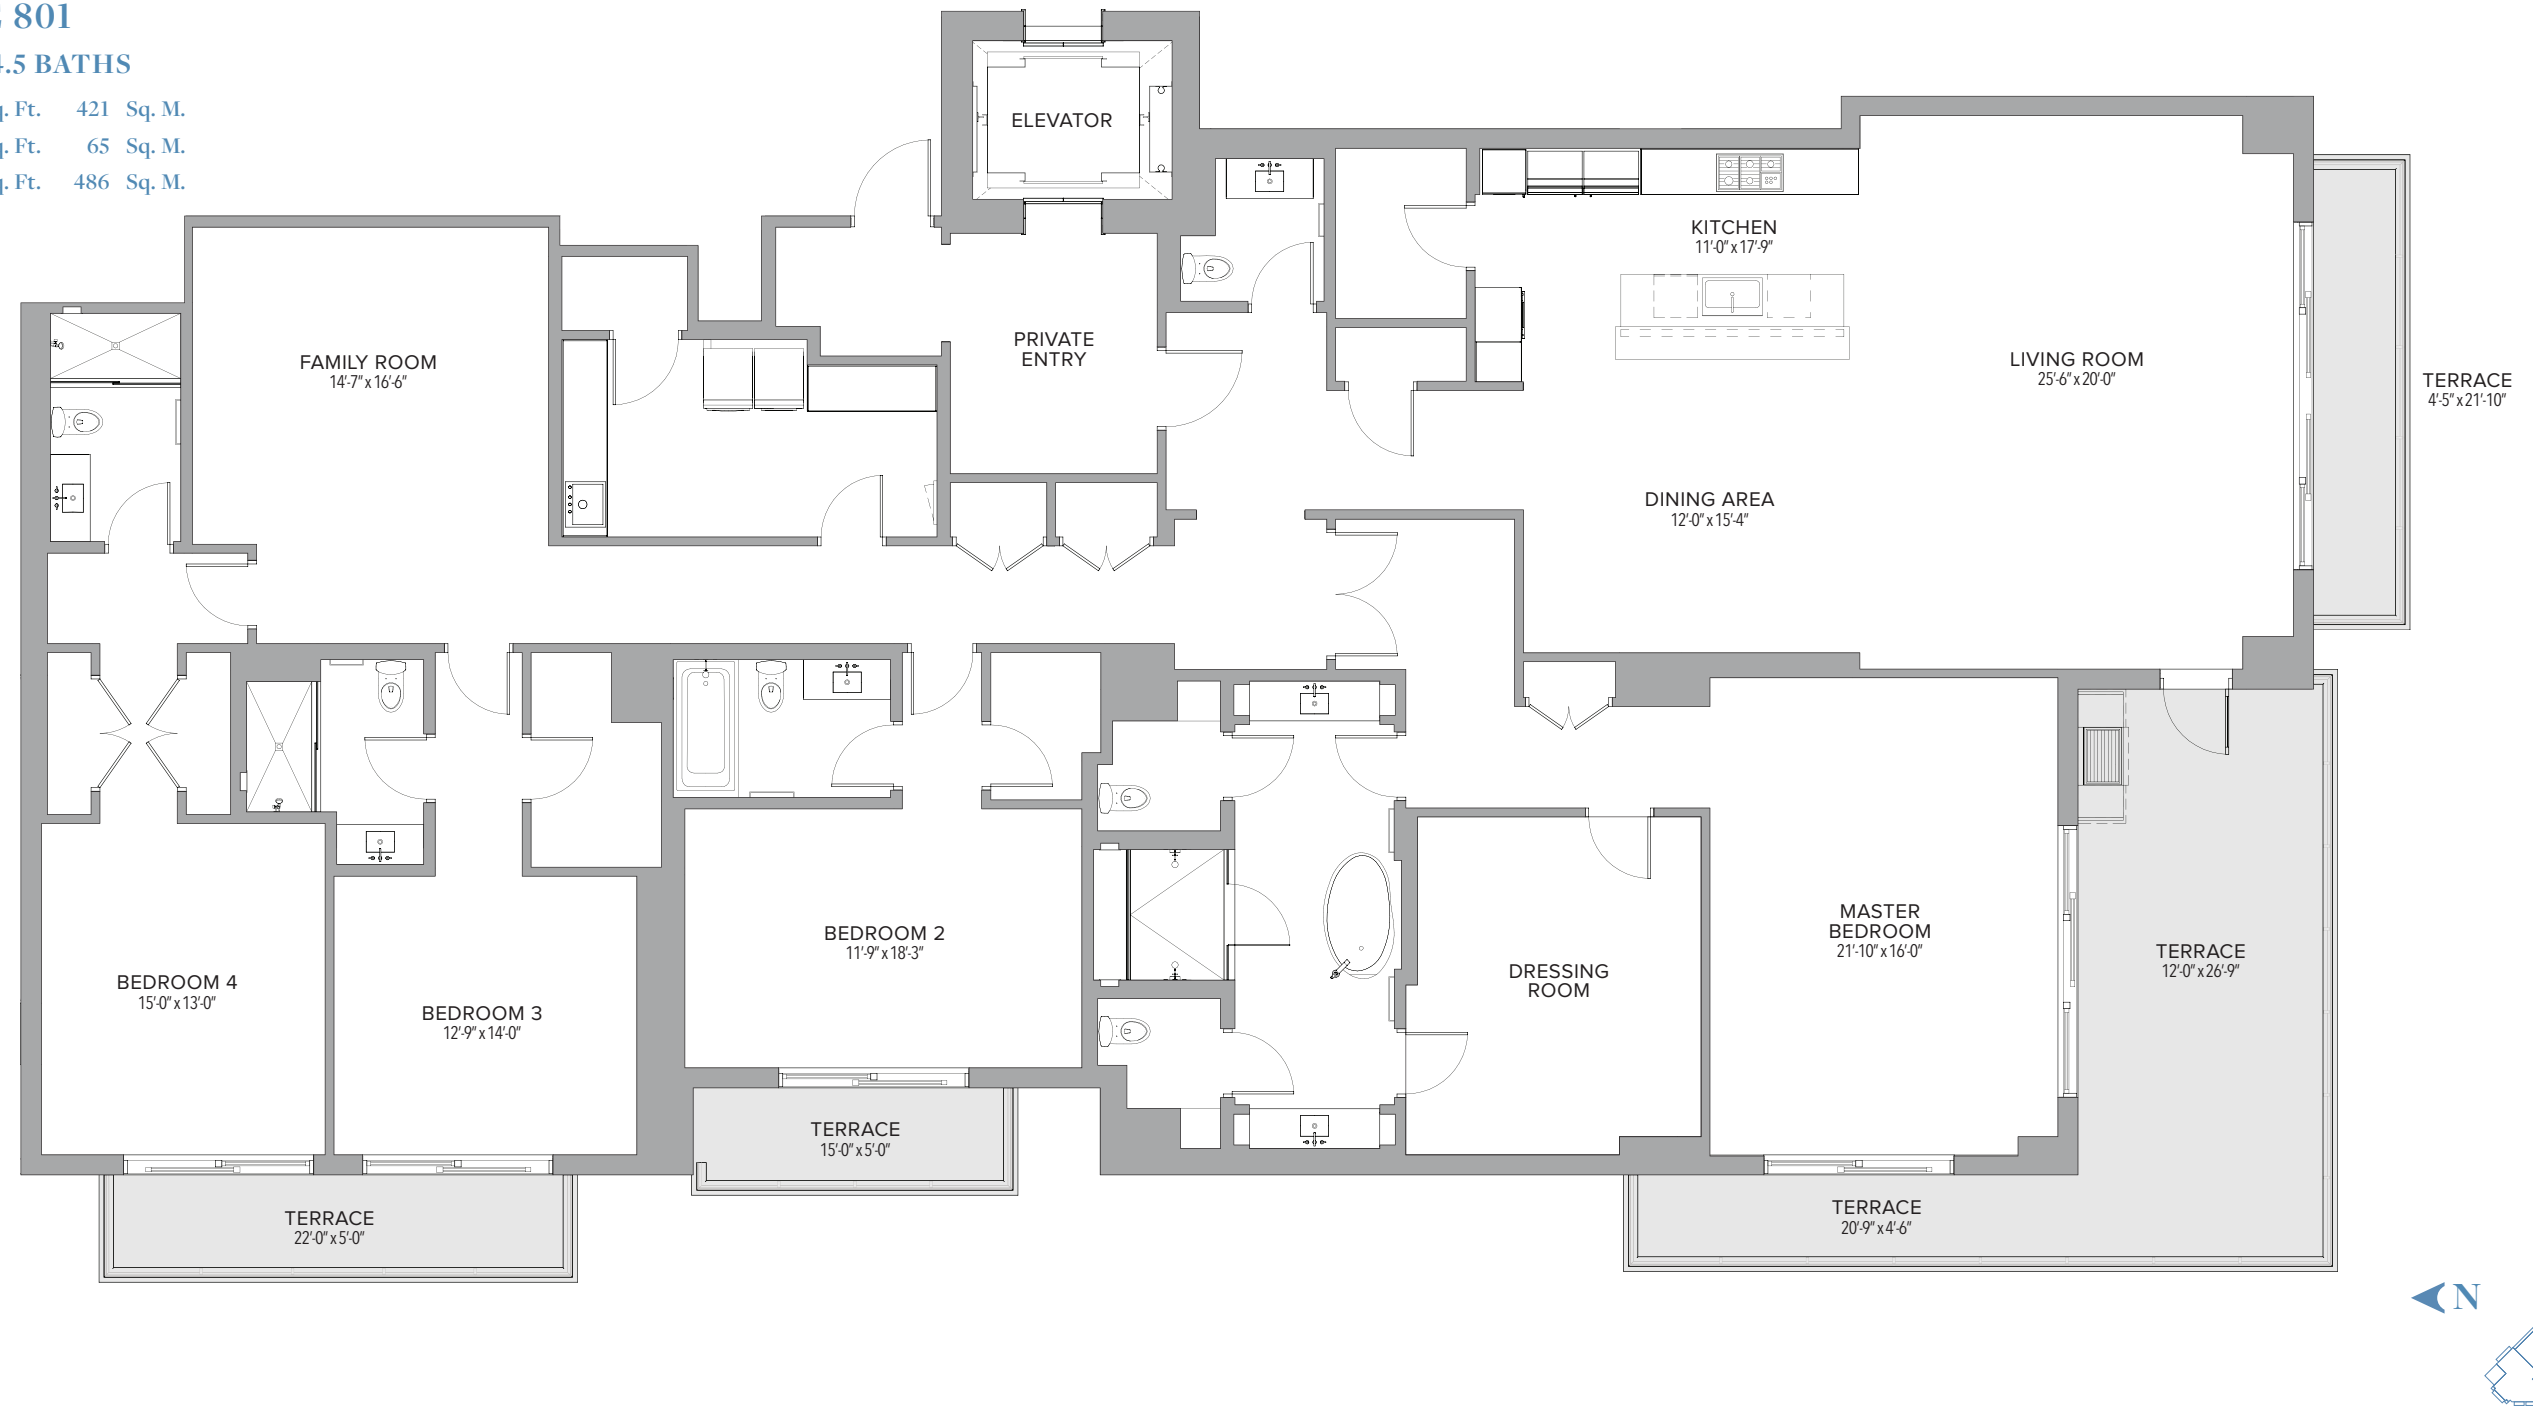 801
4.5 BATHS
Sq. Ft. 421 Sq. M.
Sq. Ft. 65 Sq. M.
Sq. Ft. 486 Sq. M.
ELEVATOR
KITCHEN
11'-0" x 17'-9"
PRIVATE
ENTRY
FAMILY ROOM
14'-7" x 16'-6"
LIVING ROOM
25'-6" x 20'-0"
TERRACE
4'-5" x 21'-10"
DINING AREA
12'-0" x 15'-4"
MASTER
BEDROOM
21'-10" x 16'-0"
BEDROOM 2
11'-9" x 18'-3"
TERRACE
12'-0" x 26'-9"
DRESSING
ROOM
BEDROOM 4
15'-0" x 13'-0"
BEDROOM 3
12'-9" x 14'-0"
TERRACE
15'-0" x 5'-0"
TERRACE
22'-0" x 5'-0"
TERRACE
20'-9" x 4'-6"
N